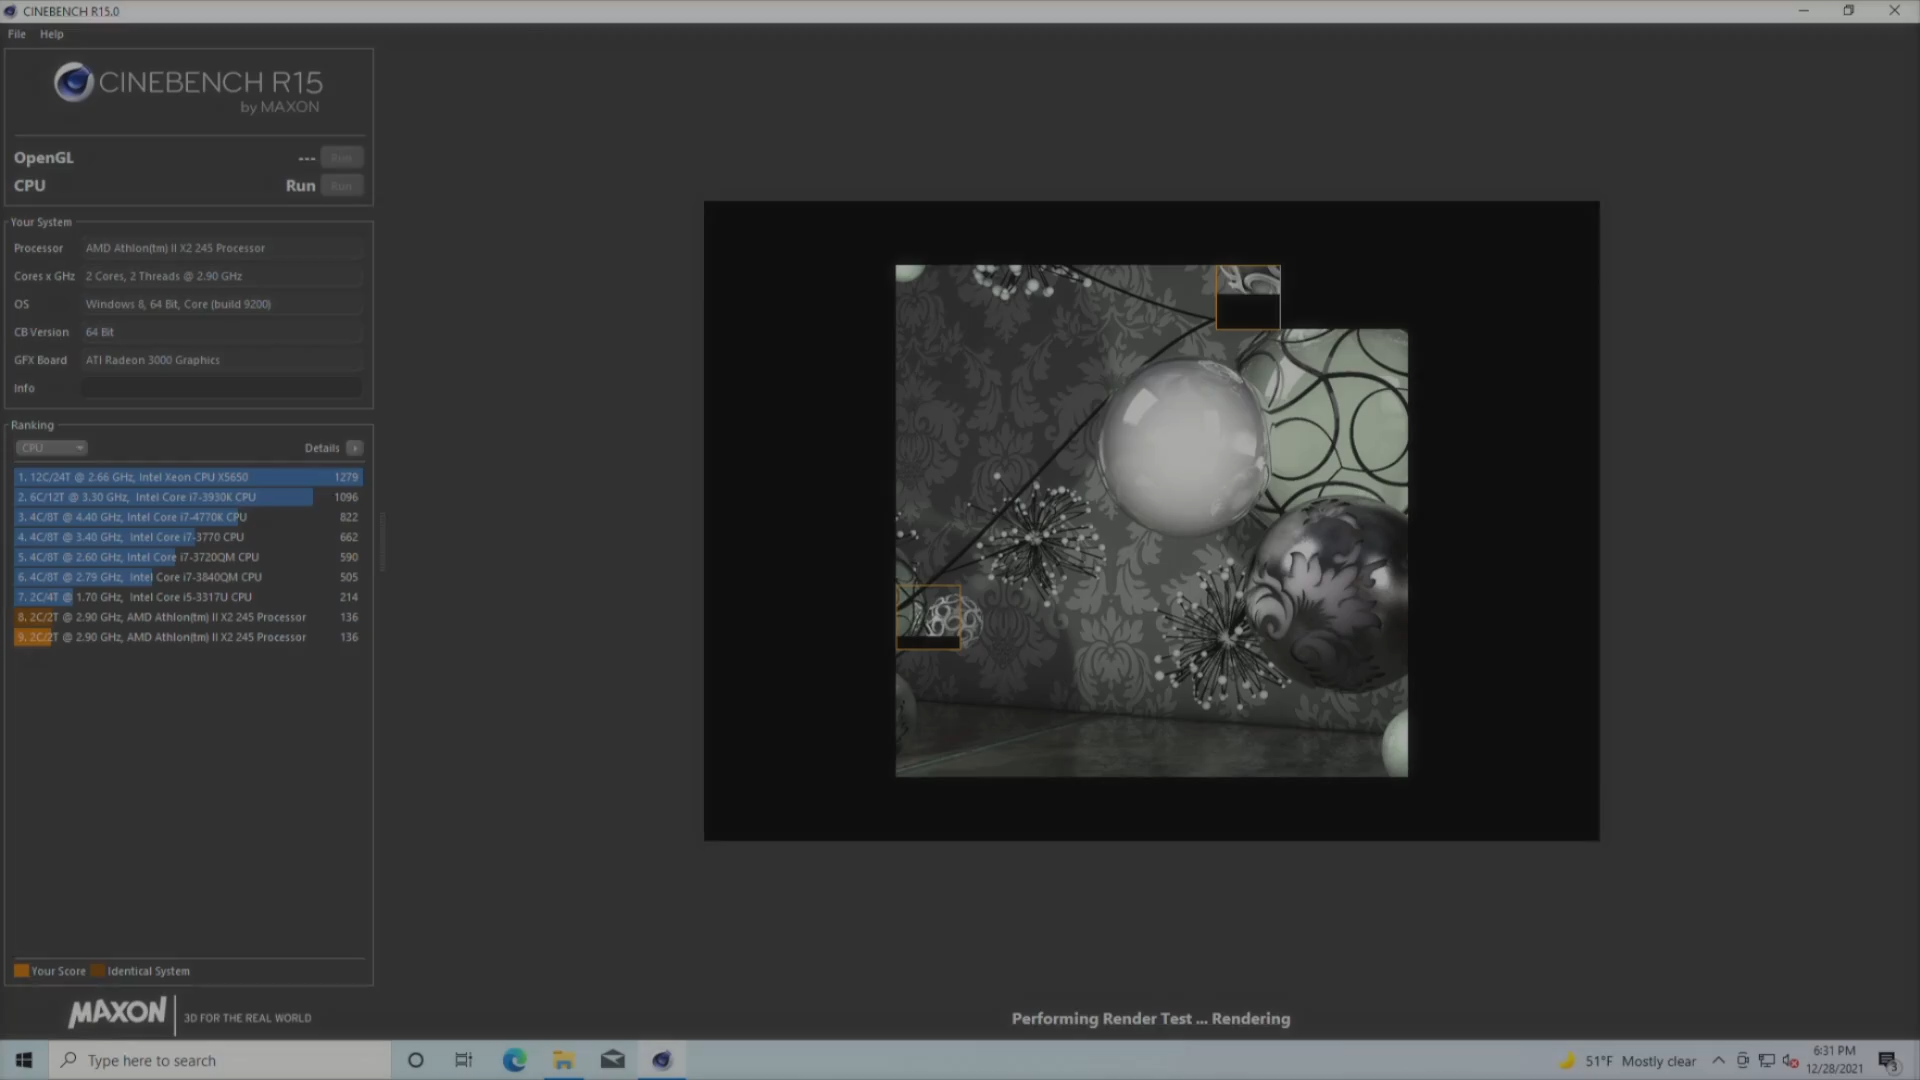 CINEBENCH R15.0
File Help
CINEBENCH R15
by MAXON
OpenGL --- Run
CPU Run Run
Your System
Processor AMD Athlon(tm) II X2 245 Processor
Cores x GHz 2 Cores, 2 Threads @ 2.90 GHz
OS Windows 8, 64 Bit, Core (build 9200)
CB Version 64 Bit
GFX Board ATI Radeon 3000 Graphics
Info
Ranking
CPU Details
1. 12C/24T @ 2.66 GHz, Intel Xeon CPU X5650 1279
2. 6C/12T @ 3.30 GHz, Intel Core i7-3930K CPU 1096
3. 4C/8T @ 4.40 GHz, Intel Core i7-4770K CPU 822
4. 4C/8T @ 3.40 GHz, Intel Core i7-3770 CPU 662
5. 4C/8T @ 2.60 GHz, Intel Core i7-3720QM CPU 590
6. 4C/8T @ 2.79 GHz, Intel Core i7-3840QM CPU 505
7. 2C/4T @ 1.70 GHz, Intel Core i5-3317U CPU 214
8. 2C/2T @ 2.90 GHz, AMD Athlon(tm) II X2 245 Processor 136
9. 2C/2T @ 2.90 GHz, AMD Athlon(tm) II X2 245 Processor 136
Your Score Identical System
MAXON 3D FOR THE REAL WORLD
Performing Render Test ... Rendering
Type here to search
51°F Mostly clear
6:31 PM
12/28/2021
3